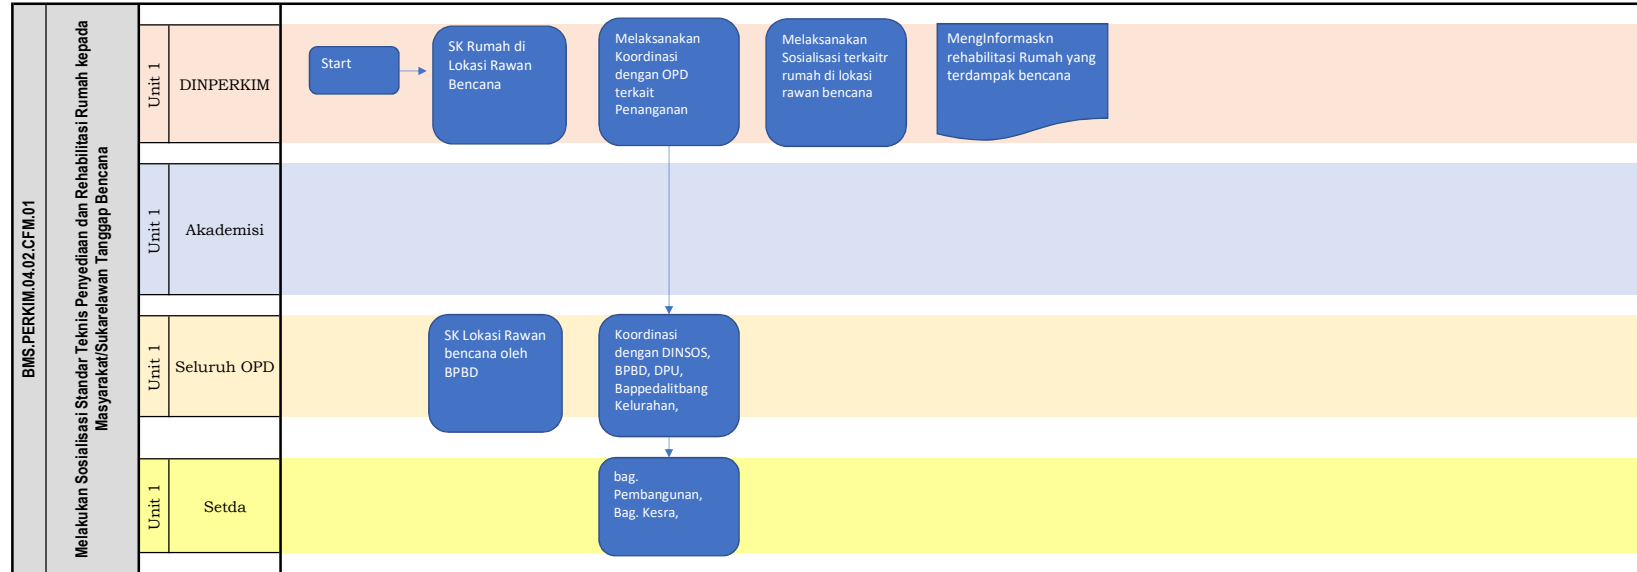 BMS.PERKIM.04.02.CFM.01
Melakukan Sosialisasi Standar Teknis Penyediaan dan Rehabilitasi Rumah kepada
Masyarakat/Sukarelawan Tanggap Bencana
Unit 1
DINPERKIM
Start
SK Rumah di
Lokasi Rawan
Bencana
Melaksanakan
Koordinasi
dengan OPD
terkait
Penanganan
Melaksanakan
Sosialisasi terkaitr
rumah di lokasi
rawan bencana
MengInformaskn
rehabilitasi Rumah yang
terdampak bencana
Unit 1
Akademisi
Unit 1
Seluruh OPD
SK Lokasi Rawan
bencana oleh
BPBD
Koordinasi
dengan DINSOS,
BPBD, DPU,
Bappedalitbang
Kelurahan,
Unit 1
Setda
bag.
Pembangunan,
Bag. Kesra,